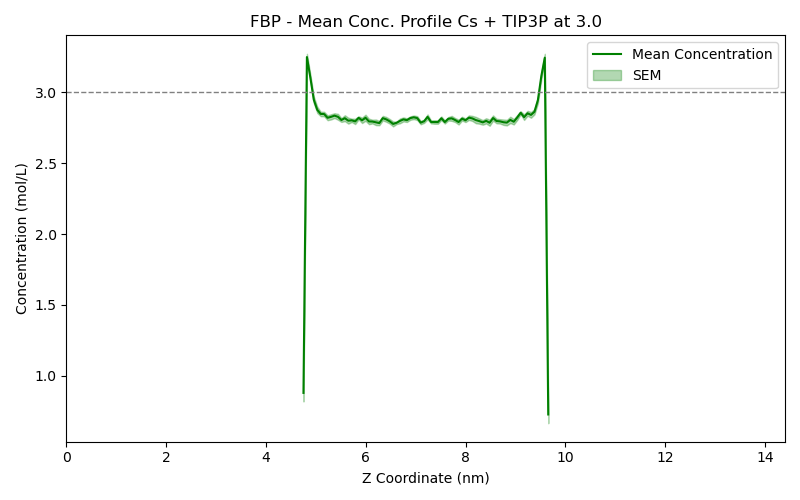 FBP - Mean Conc. Profile Cs + TIP3P at 3.0
Mean Concentration
SEM
3.0
2.5
2.0
1.5
1.0
Concentration (mol/L)
0 2 4 6 8 10 12 14
Z Coordinate (nm)